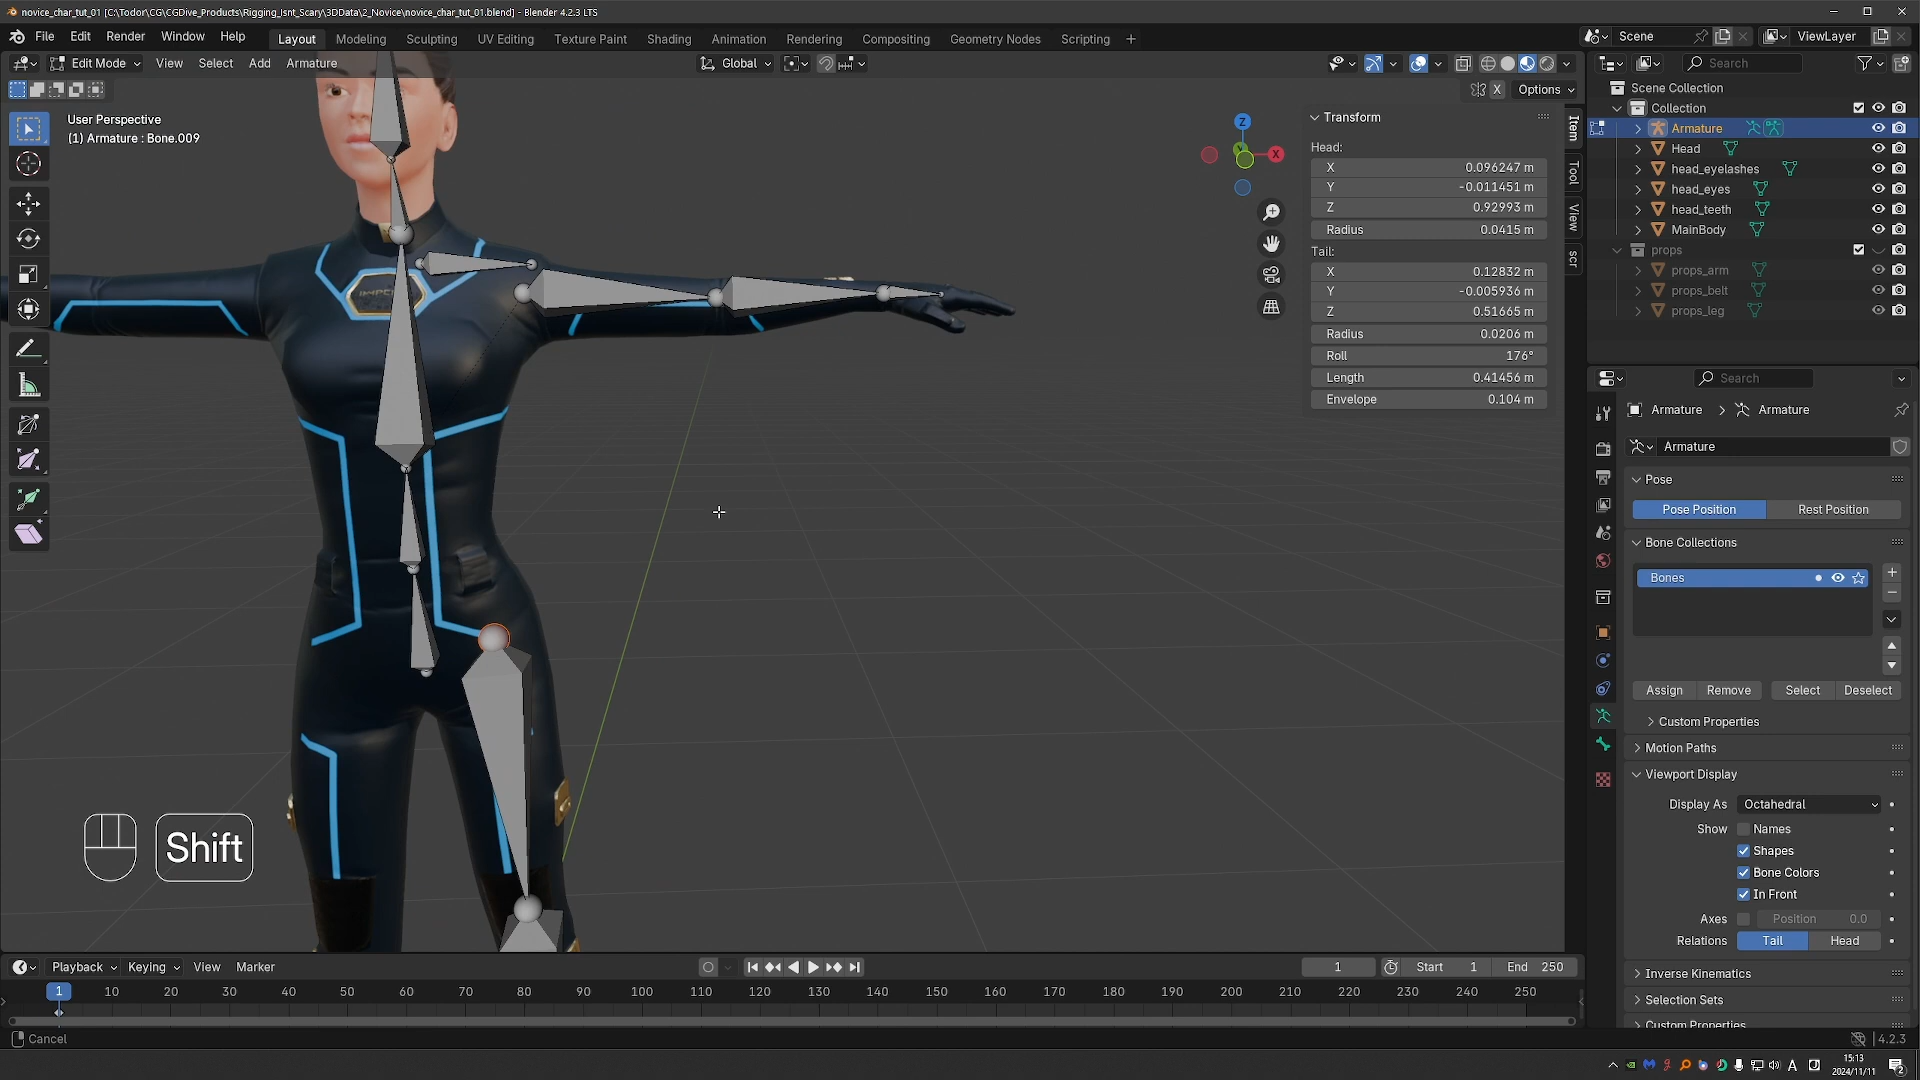 novice_char_tut_01 [C:\Todor\CG\CGDive_Products\Rigging_Isnt_Scary\3DData\2_Novice\novice_char_tut_01.blend] - Blender 4.2.3 LTS
File Edit Render Window Help Layout Modeling Sculpting UV Editing Texture Paint Shading Animation Rendering Compositing Geometry Nodes Scripting + Scene ViewLayer
Edit Mode View Select Add Armature Global Search
X Options
User Perspective
(1) Armature : Bone.009
Z
X
Transform
Head:
X 0.096247 m
Y -0.011451 m
Z 0.92993 m
Radius 0.0415 m
Tail:
X 0.12832 m
Y -0.005936 m
Z 0.51665 m
Radius 0.0206 m
Roll 176°
Length 0.41456 m
Envelope 0.104 m
Item
Tool
View
scr
Scene Collection
Collection
Armature
Head
head_eyelashes
head_eyes
head_teeth
MainBody
props
props_arm
props_belt
props_leg
Search
Armature > Armature
Armature
Pose
Pose Position Rest Position
Bone Collections
Bones
Assign Remove Select Deselect
Custom Properties
Motion Paths
Viewport Display
Display As Octahedral
Show Names
Shapes
Bone Colors
In Front
Axes Position 0.0
Relations Tail Head
Inverse Kinematics
Selection Sets
Custom Properties
Shift
Playback Keying View Marker 1 Start 1 End 250
1 10 20 30 40 50 60 70 80 90 100 110 120 130 140 150 160 170 180 190 200 210 220 230 240 250
Cancel 4.2.3
A 15:13
2024/11/11 2